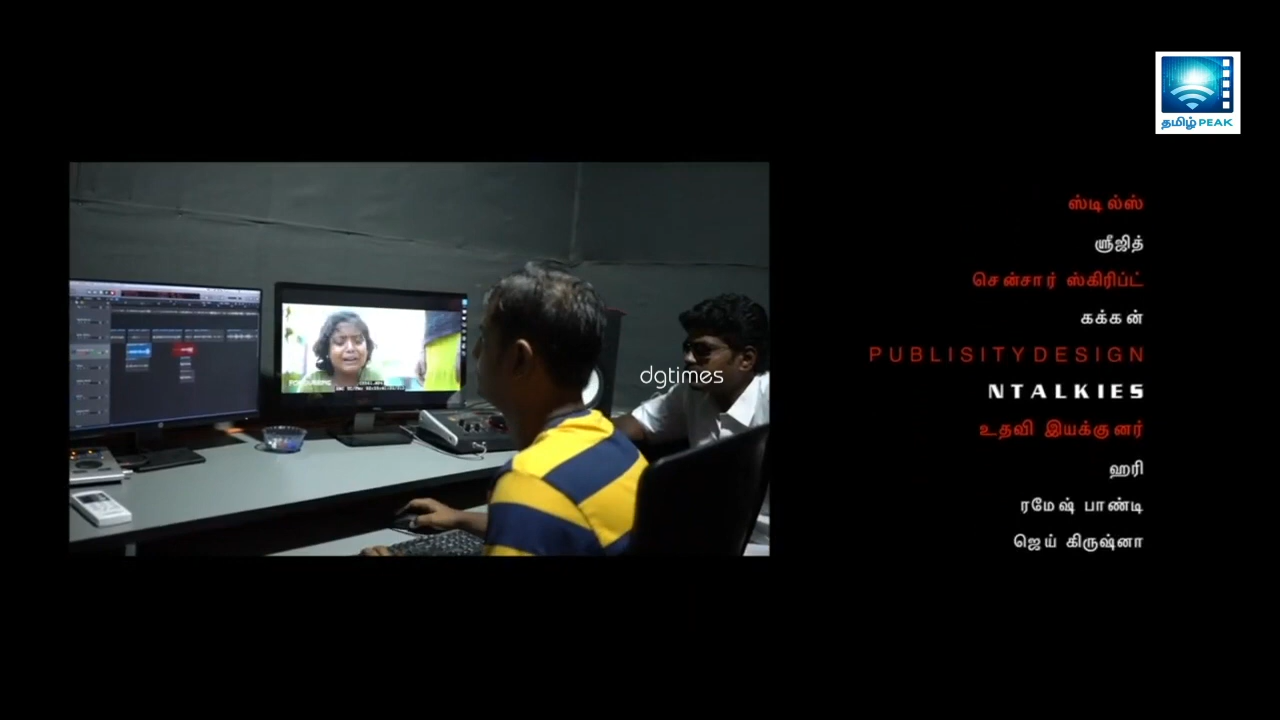 தமிழ் PEAK
ஸ்டில்ஸ்
ஸ்ரீஜித்
சென்சார் ஸ்கிரிப்ட்
கக்கன்
PUBLISITY DESIGN
NTALKIES
உதவி இயக்குனர்
ஹரி
ரமேஷ் பாண்டி
ஜெய் கிருஷ்னா
dgtimes